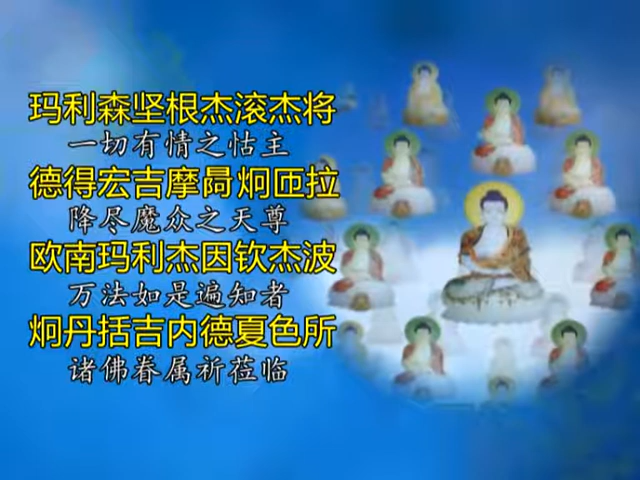 玛利森坚根杰滚杰将
一切有情之怙主
德得宏吉摩咼炯匝拉
降尽魔众之天尊
欧南玛利杰因钦杰波
万法如是遍知者
炯丹括吉内德夏色所
诸佛眷属祈莅临